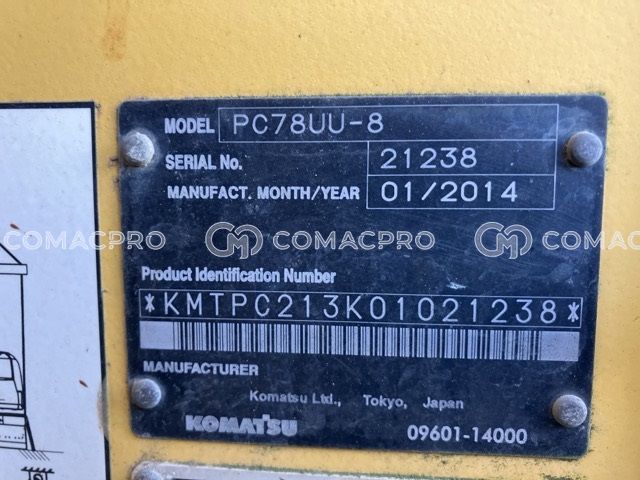 MODEL PC78UU-8
SERIAL No. 21238
MANUFACT. MONTH/YEAR 01/2014
COMACPRO COMACPRO COMACPRO
Product Identification Number
*KMTPC213K01021238*
MANUFACTURER
Komatsu Ltd., Tokyo, Japan
KOMATSU 09601-14000